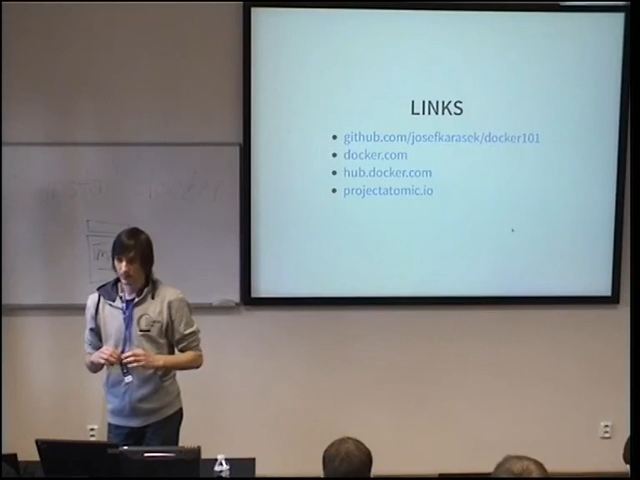 LINKS
github.com/josefkarasek/docker101
docker.com
hub.docker.com
projectatomic.io